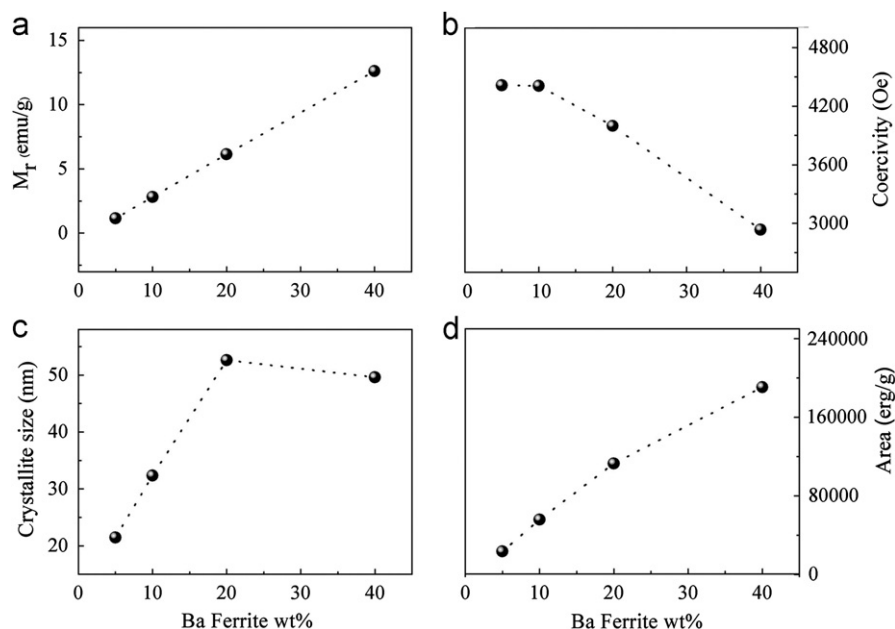 a
15
10
5
0
M_r (emu/g)
0 10 20 30 40
b
4800
4200
3600
3000
Coercivity (Oe)
0 10 20 30 40
c
50
40
30
20
Crystallite size (nm)
0 10 20 30 40
Ba Ferrite wt%
d
240000
160000
80000
0
Area (erg/g)
0 10 20 30 40
Ba Ferrite wt%